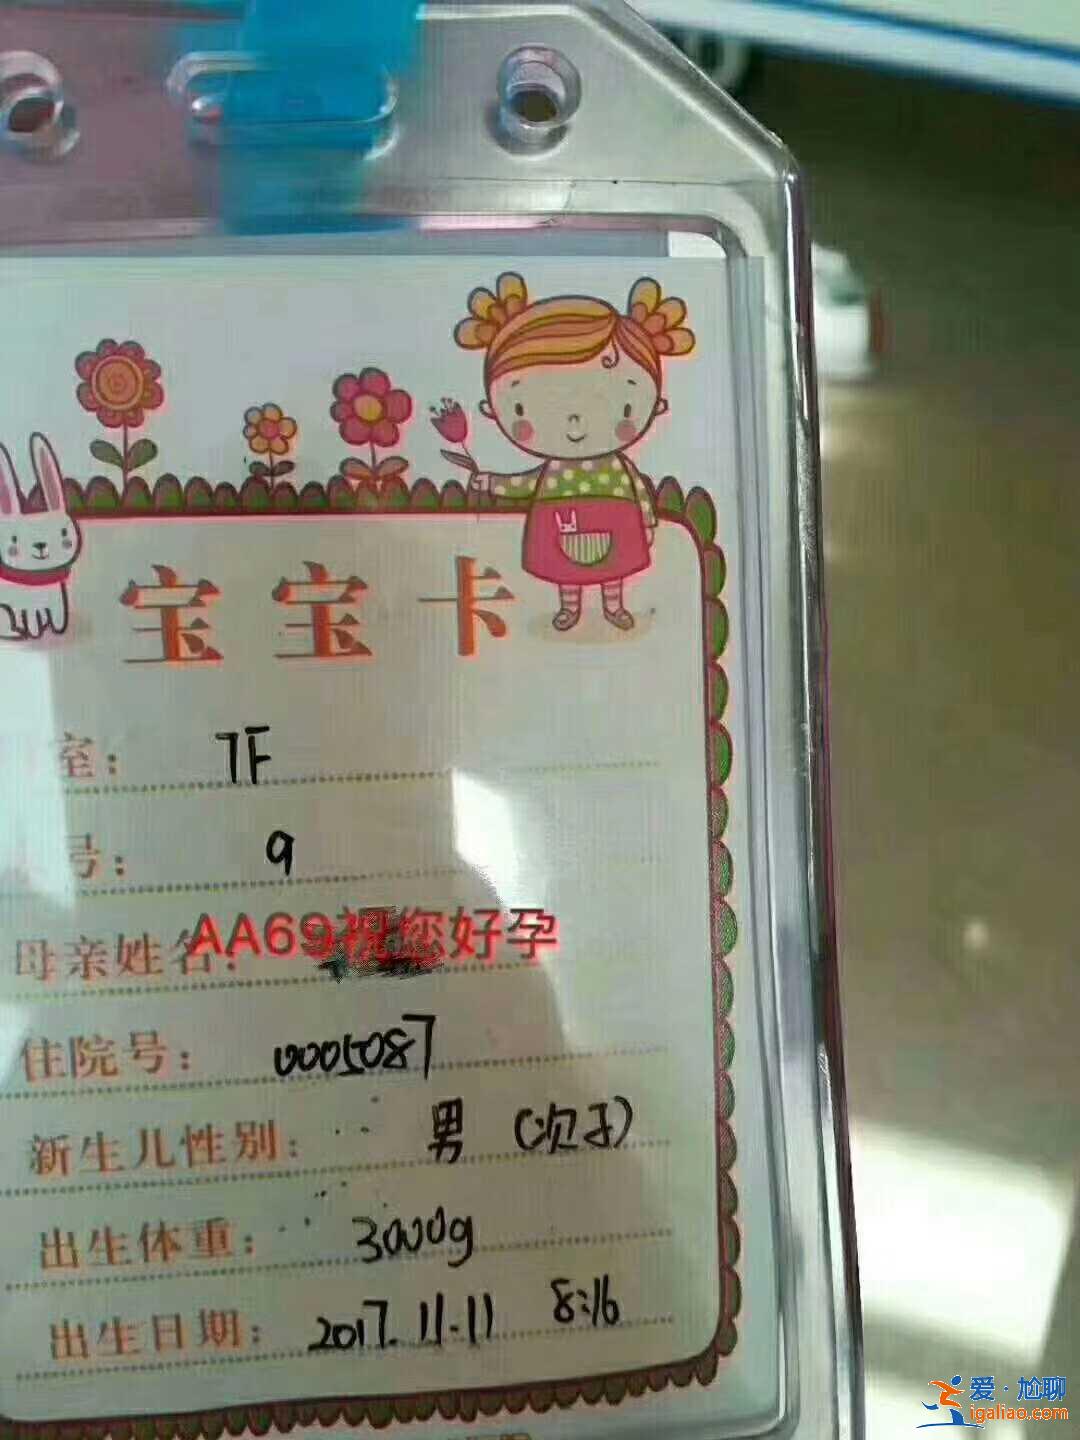 宝宝卡
室: 7F
号: 9
母亲姓名:
AA69祝您好孕
住院号: 0005087
新生儿性别: 男 (次子)
出生体重: 3000g
出生日期: 2017.11.11 8:16
爱·尬聊
igaliao.com